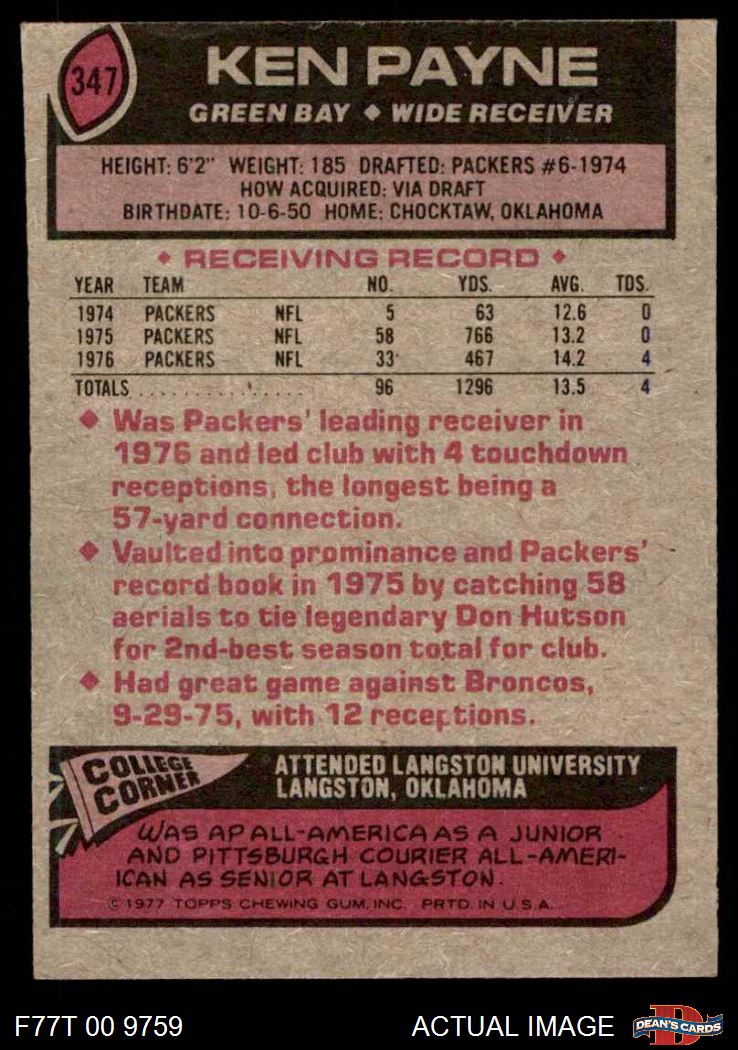 347
KEN PAYNE
GREEN BAY ◆ WIDE RECEIVER
HEIGHT: 6'2" WEIGHT: 185 DRAFTED: PACKERS #6-1974
HOW ACQUIRED: VIA DRAFT
BIRTHDATE: 10-6-50 HOME: CHOCKTAW, OKLAHOMA
◆ RECEIVING RECORD ◆
YEAR TEAM NO. YDS. AVG. TDS.
1974 PACKERS NFL 5 63 12.6 0
1975 PACKERS NFL 58 766 13.2 0
1976 PACKERS NFL 33 467 14.2 4
TOTALS . . . . . . . . . . . . 96 1296 13.5 4
◆ Was Packers' leading receiver in
1976 and led club with 4 touchdown
receptions, the longest being a
57-yard connection.
◆ Vaulted into prominance and Packers'
record book in 1975 by catching 58
aerials to tie legendary Don Hutson
for 2nd-best season total for club.
◆ Had great game against Broncos,
9-29-75, with 12 receptions.
COLLEGE
CORNER
ATTENDED LANGSTON UNIVERSITY
LANGSTON, OKLAHOMA
WAS AP ALL-AMERICA AS A JUNIOR
AND PITTSBURGH COURIER ALL-AMERI-
ICAN AS SENIOR AT LANGSTON.
©1977 TOPPS CHEWING GUM, INC. PRTD. IN U.S.A.
F77T 00 9759
ACTUAL IMAGE
D
DEAN'S CARDS